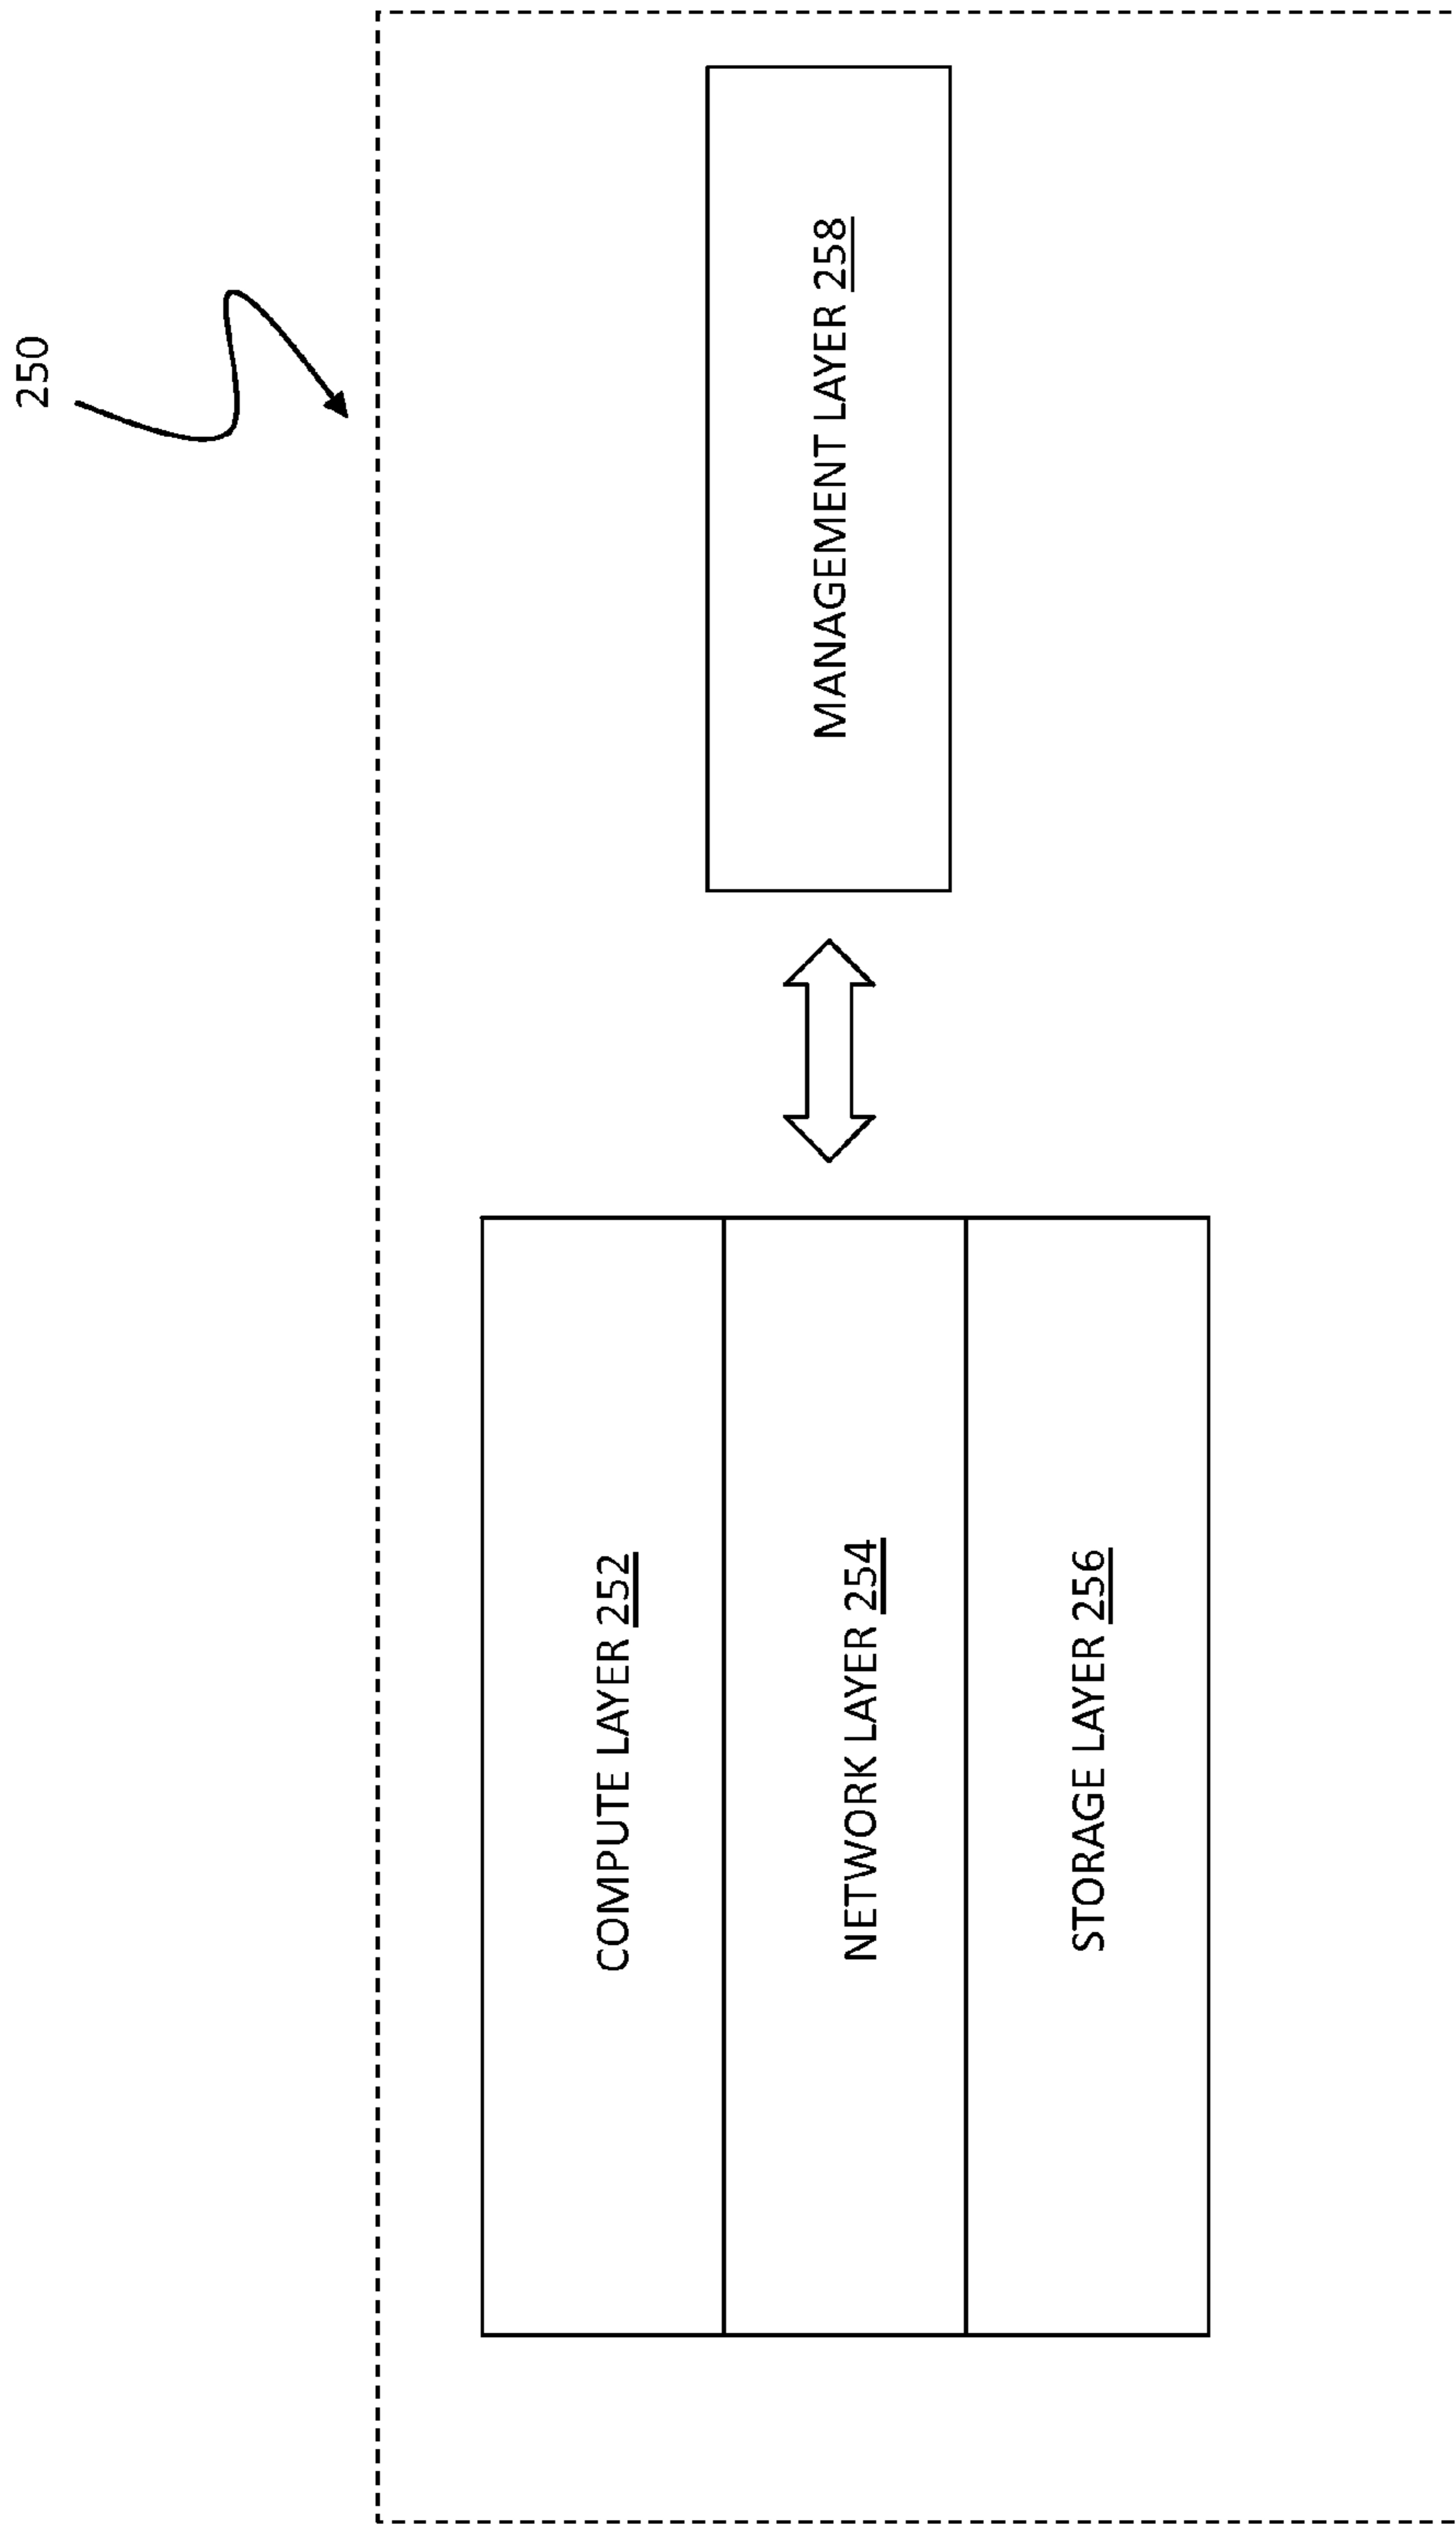 250
COMPUTE LAYER 252
NETWORK LAYER 254
STORAGE LAYER 256
MANAGEMENT LAYER 258